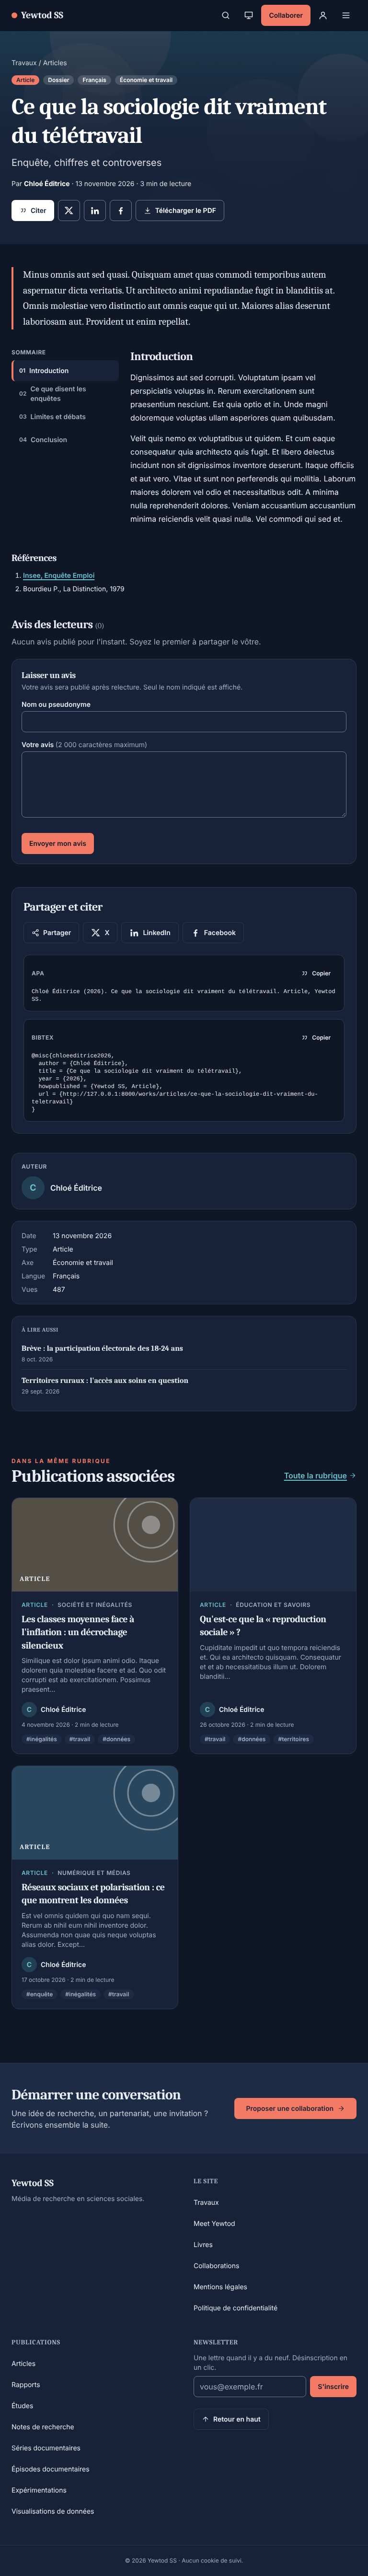 Yewtod SS
Collaborer
Travaux / Articles
Article Dossier Français Économie et travail
Ce que la sociologie dit vraiment
du télétravail
Enquête, chiffres et controverses
Par Chloé Éditrice · 13 novembre 2026 · 3 min de lecture
Citer
Télécharger le PDF
Minus omnis aut sed quasi. Quisquam amet quas commodi temporibus autem
aspernatur dicta veritatis. Ut architecto animi repudiandae fugit in blanditiis at.
Omnis molestiae vero distinctio aut omnis eaque qui ut. Maiores alias deserunt
laboriosam aut. Provident ut enim repellat.
SOMMAIRE
01 Introduction
02 Ce que disent les
enquêtes
03 Limites et débats
04 Conclusion
Introduction
Dignissimos aut sed corrupti. Voluptatum ipsam vel
perspiciatis voluptas in. Rerum exercitationem sunt
praesentium nesciunt. Est quia optio et in. Unde magni
doloremque voluptas ullam asperiores quam quibusdam.
Velit quis nemo ex voluptatibus ut quidem. Et cum eaque
consequatur quia architecto quis fugit. Et libero delectus
incidunt non sit dignissimos inventore deserunt. Itaque officiis
et aut vero. Vitae ut sunt non perferendis qui mollitia. Laborum
maiores dolorem vel odio et necessitatibus odit. A minima
nulla reprehenderit dolores. Veniam accusantium accusantium
minima reiciendis velit quasi nulla. Vel commodi qui sed et.
Références
1. Insee, Enquête Emploi
2. Bourdieu P., La Distinction, 1979
Avis des lecteurs (0)
Aucun avis publié pour l'instant. Soyez le premier à partager le vôtre.
Laisser un avis
Votre avis sera publié après relecture. Seul le nom indiqué est affiché.
Nom ou pseudonyme
Votre avis (2 000 caractères maximum)
Envoyer mon avis
Partager et citer
Partager
X
LinkedIn
Facebook
APA
Copier
Chloé Éditrice (2026). Ce que la sociologie dit vraiment du télétravail. Article, Yewtod
SS.
BIBTEX
Copier
@misc{chloeeditrice2026,
author = {Chloé Éditrice},
title = {Ce que la sociologie dit vraiment du télétravail},
year = {2026},
howpublished = {Yewtod SS, Article},
url = {http://127.0.0.1:8000/works/articles/ce-que-la-sociologie-dit-vraiment-du-
teletravail}
}
AUTEUR
C
Chloé Éditrice
Date 13 novembre 2026
Type Article
Axe Économie et travail
Langue Français
Vues 487
À LIRE AUSSI
Brève : la participation électorale des 18-24 ans
8 oct. 2026
Territoires ruraux : l'accès aux soins en question
29 sept. 2026
DANS LA MÊME RUBRIQUE
Publications associées
Toute la rubrique
ARTICLE
ARTICLE · SOCIÉTÉ ET INÉGALITÉS
Les classes moyennes face à
l'inflation : un décrochage
silencieux
Similique est dolor ipsum animi odio. Itaque
dolorem quia molestiae facere et ad. Quo odit
corrupti est ab exercitationem. Possimus
praesent...
C
Chloé Éditrice
4 novembre 2026 · 2 min de lecture
#inégalités #travail #données
ARTICLE · ÉDUCATION ET SAVOIRS
Qu'est-ce que la « reproduction
sociale » ?
Cupiditate impedit ut quo tempora reiciendis
et. Qui ea architecto quisquam. Consequatur
et et ab necessitatibus illum ut. Dolorem
blanditii...
C
Chloé Éditrice
26 octobre 2026 · 2 min de lecture
#travail #données #territoires
ARTICLE
ARTICLE · NUMÉRIQUE ET MÉDIAS
Réseaux sociaux et polarisation : ce
que montrent les données
Est vel omnis quidem qui quo nam sequi.
Rerum ab nihil eum nihil inventore dolor.
Assumenda non quae quis neque voluptas
alias dolor. Except...
C
Chloé Éditrice
17 octobre 2026 · 2 min de lecture
#enquête #inégalités #travail
Démarrer une conversation
Une idée de recherche, un partenariat, une invitation ?
Écrivons ensemble la suite.
Proposer une collaboration
Yewtod SS
Média de recherche en sciences sociales.
LE SITE
Travaux
Meet Yewtod
Livres
Collaborations
Mentions légales
Politique de confidentialité
PUBLICATIONS
Articles
Rapports
Études
Notes de recherche
Séries documentaires
Épisodes documentaires
Expérimentations
Visualisations de données
NEWSLETTER
Une lettre quand il y a du neuf. Désinscription en
un clic.
vous@exemple.fr
S'inscrire
Retour en haut
© 2026 Yewtod SS · Aucun cookie de suivi.